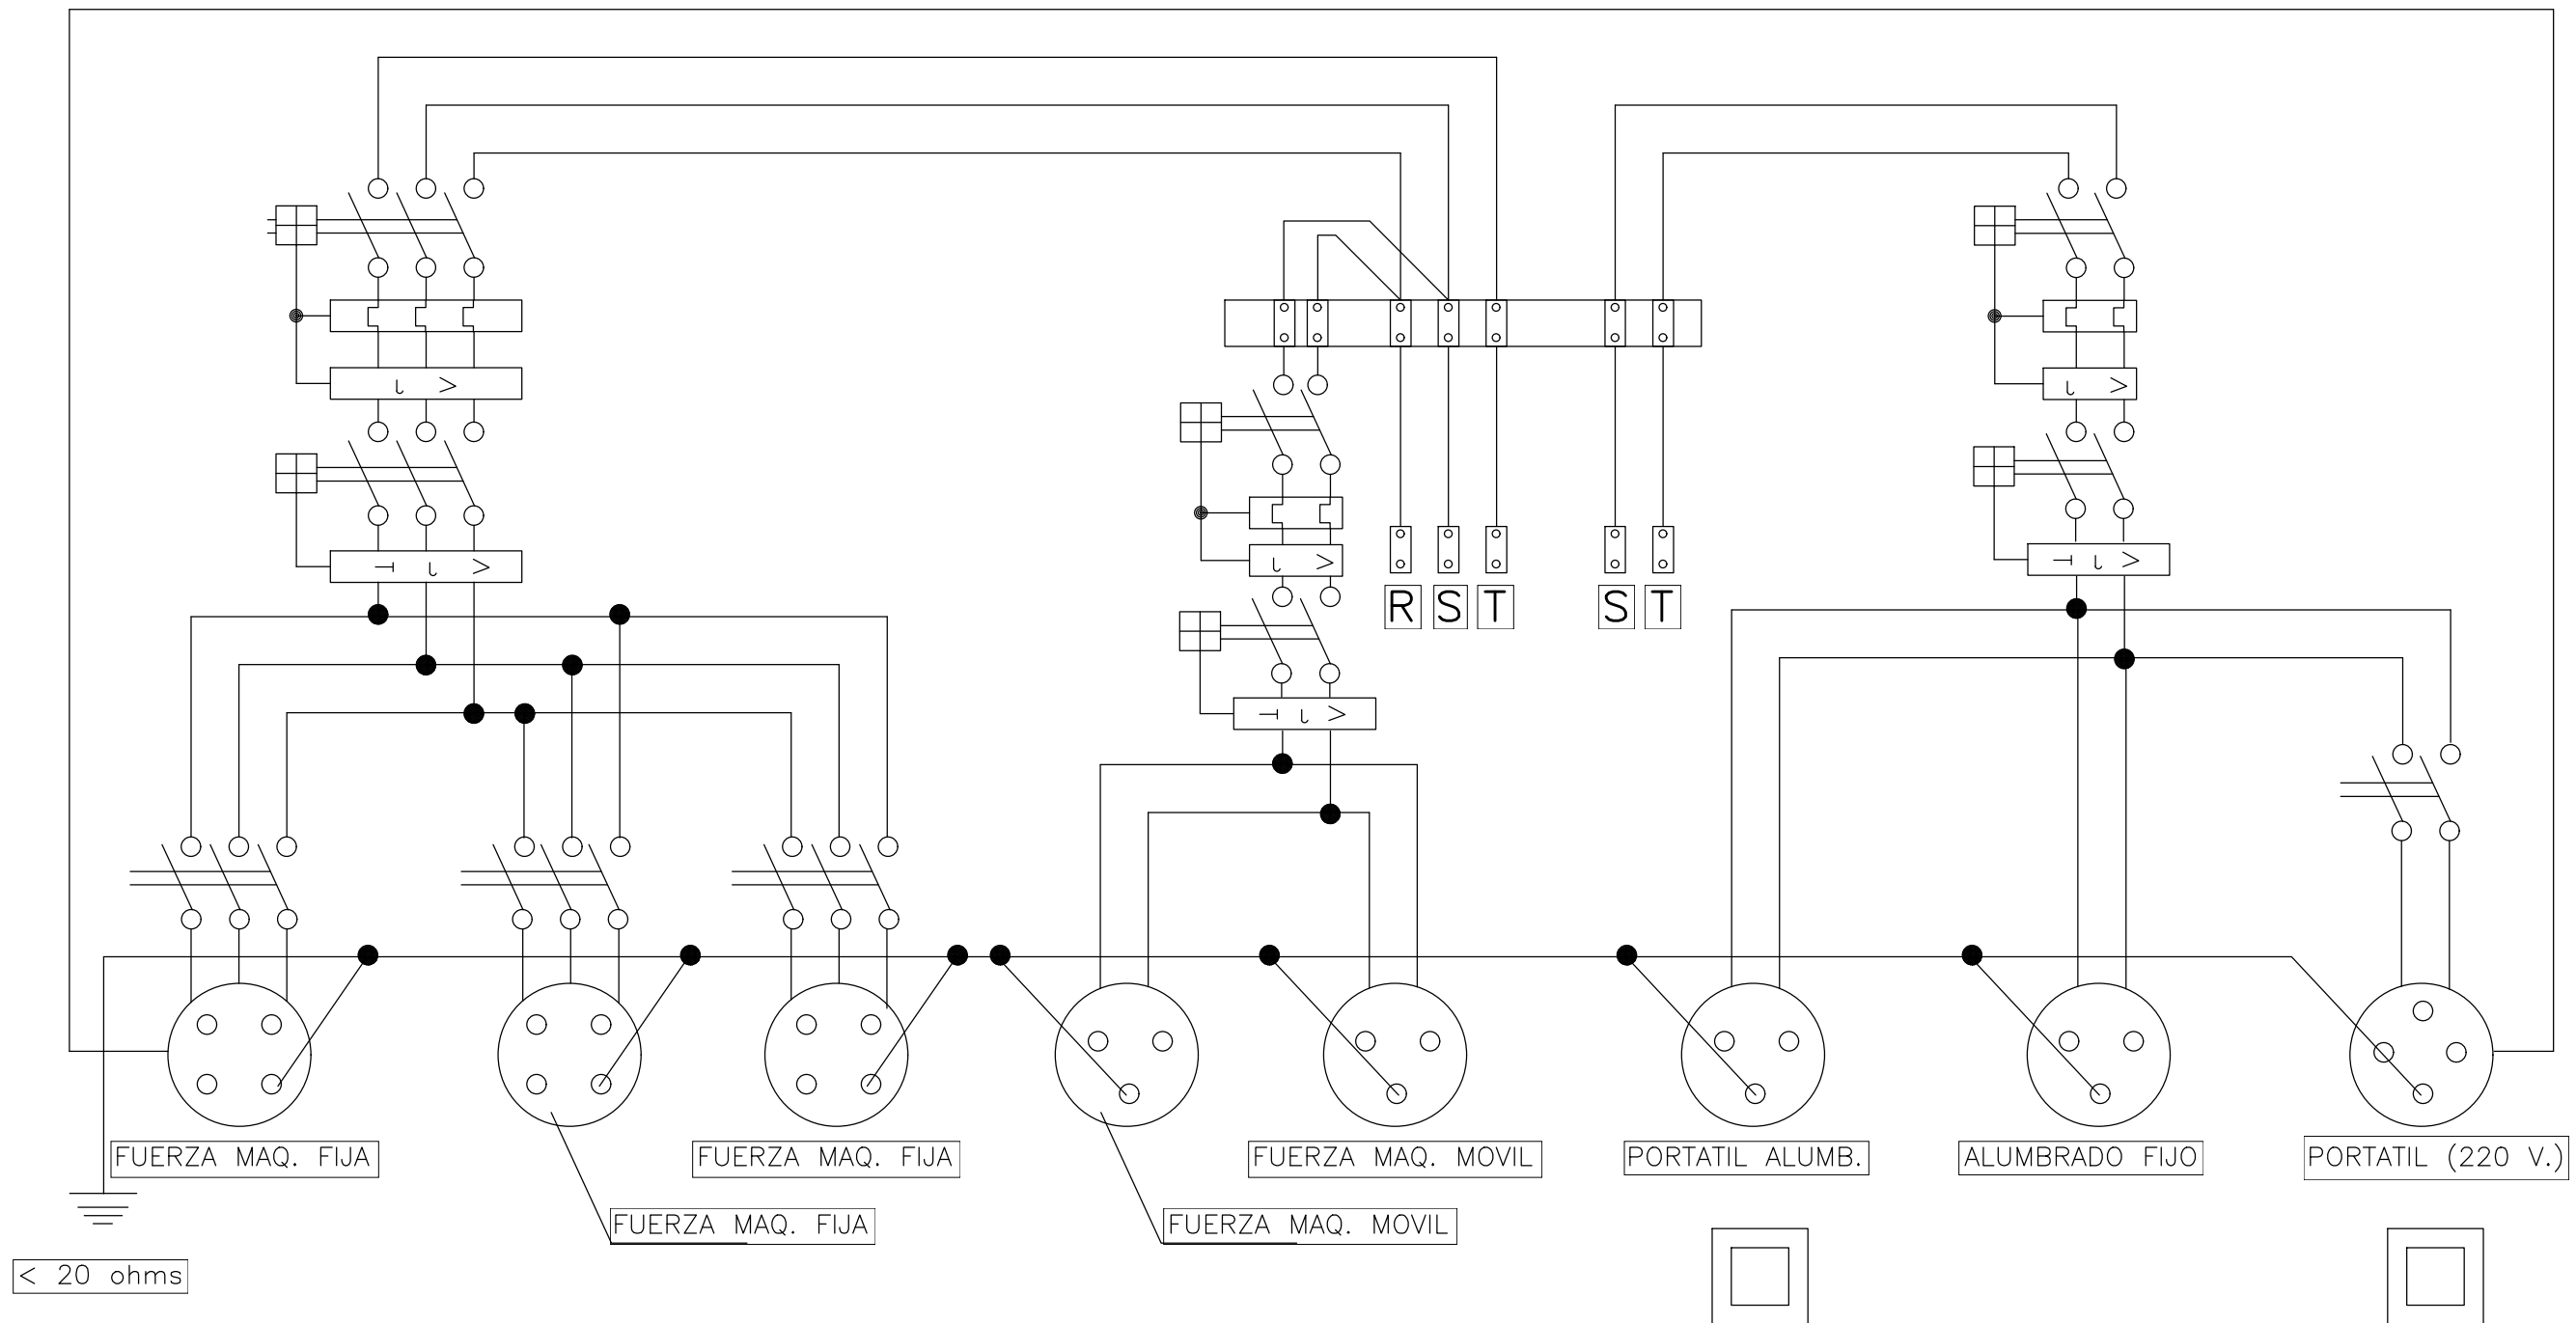 ɩ >
ɩ >
ɩ >
T ɩ >
T ɩ >
R S T S T
T ɩ >
FUERZA MAQ. FIJA FUERZA MAQ. FIJA FUERZA MAQ. MOVIL PORTATIL ALUMB. ALUMBRADO FIJO PORTATIL (220 V.)
FUERZA MAQ. FIJA FUERZA MAQ. MOVIL
< 20 ohms